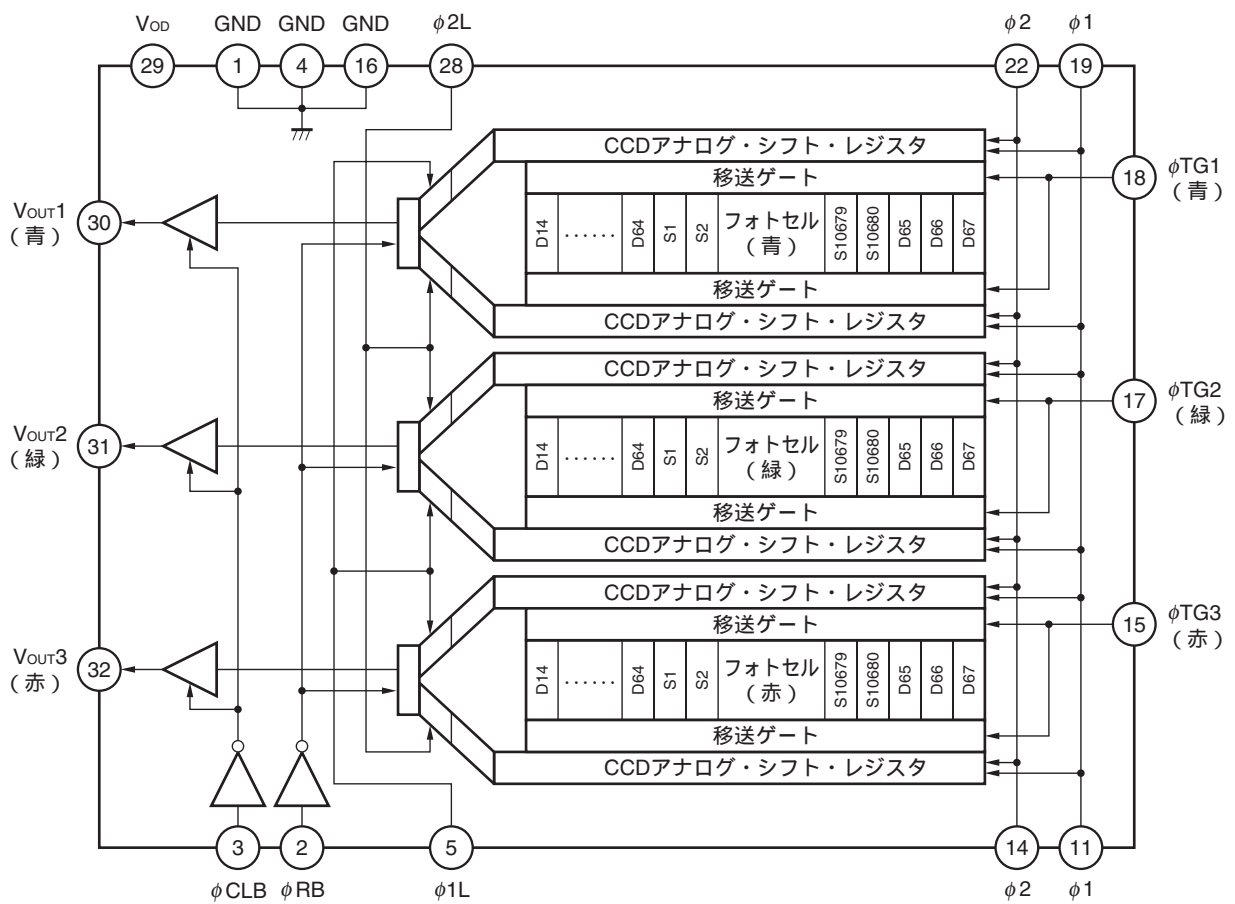 VOD GND GND GND φ2L φ2 φ1
29 1 4 16 28 22 19
CCDアナログ・シフト・レジスタ
移送ゲート
18 φTG1
(青)
VOUT1
(青)
30
D14 ...... D64 S1 S2 フォトセル
(青)
S10679 S10680 D65 D66 D67
移送ゲート
CCDアナログ・シフト・レジスタ
CCDアナログ・シフト・レジスタ
移送ゲート
17 φTG2
(緑)
VOUT2
(緑)
31
D14 ...... D64 S1 S2 フォトセル
(緑)
S10679 S10680 D65 D66 D67
移送ゲート
CCDアナログ・シフト・レジスタ
CCDアナログ・シフト・レジスタ
移送ゲート
15 φTG3
(赤)
VOUT3
(赤)
32
D14 ...... D64 S1 S2 フォトセル
(赤)
S10679 S10680 D65 D66 D67
移送ゲート
CCDアナログ・シフト・レジスタ
3 2 5 14 11
φCLB φRB φ1L φ2 φ1